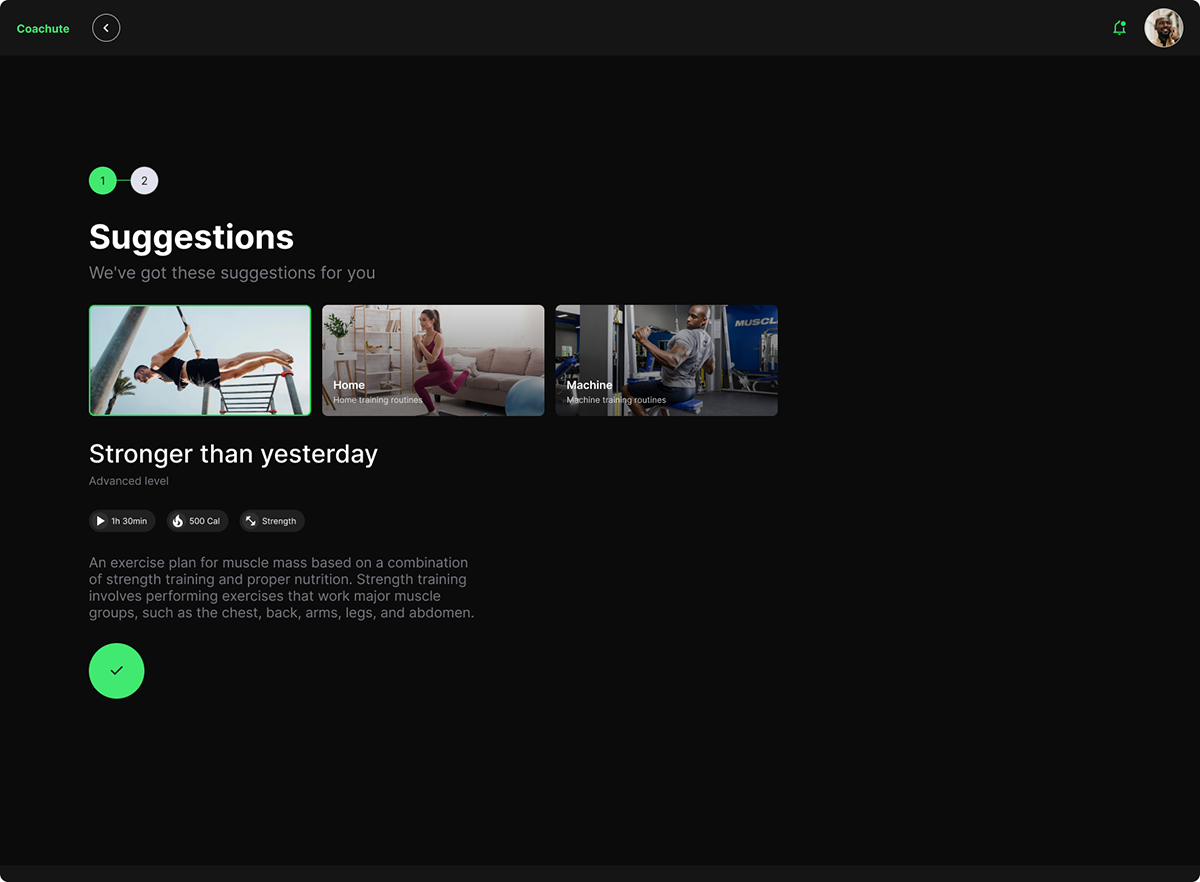 Coachute
1 2
Suggestions
We've got these suggestions for you
MUSCL
Home
Home training routines
Machine
Machine training routines
Stronger than yesterday
Advanced level
1h 30min
500 Cal
Strength
An exercise plan for muscle mass based on a combination
of strength training and proper nutrition. Strength training
involves performing exercises that work major muscle
groups, such as the chest, back, arms, legs, and abdomen.